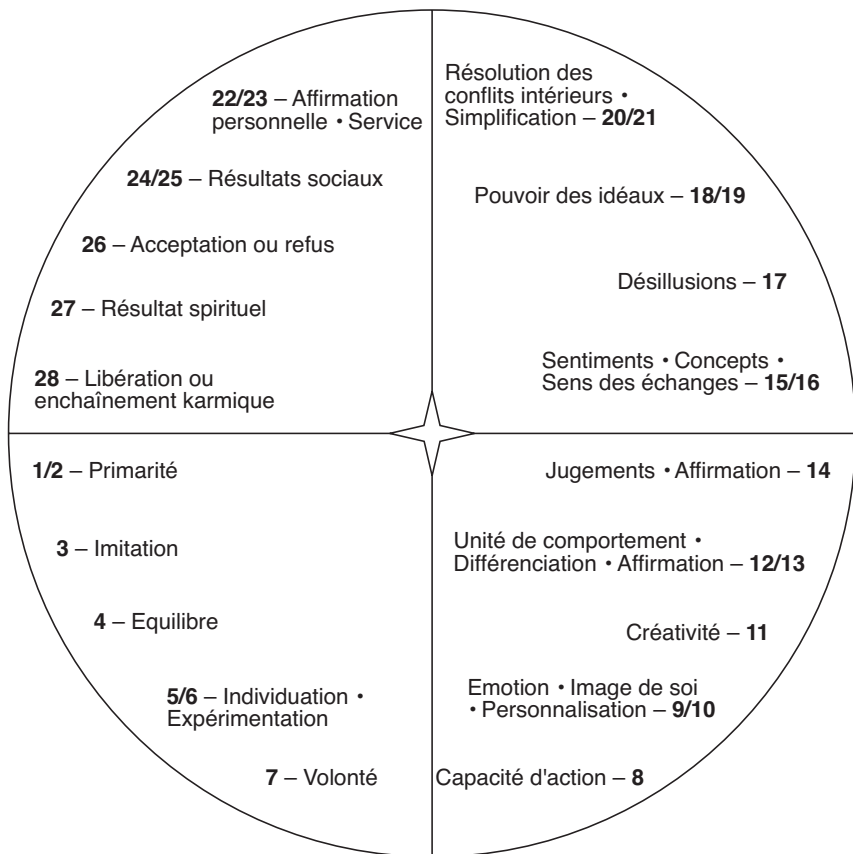 22/23 – Affirmation
personnelle • Service
24/25 – Résultats sociaux
26 – Acceptation ou refus
27 – Résultat spirituel
28 – Libération ou
enchaînement karmique
Résolution des
conflits intérieurs •
Simplification – 20/21
Pouvoir des idéaux – 18/19
Désillusions – 17
Sentiments • Concepts •
Sens des échanges – 15/16
1/2 – Primarité
3 – Imitation
4 – Equilibre
5/6 – Individuation •
Expérimentation
7 – Volonté
Jugements • Affirmation – 14
Unité de comportement •
Différenciation • Affirmation – 12/13
Créativité – 11
Emotion • Image de soi
• Personnalisation – 9/10
Capacité d'action – 8